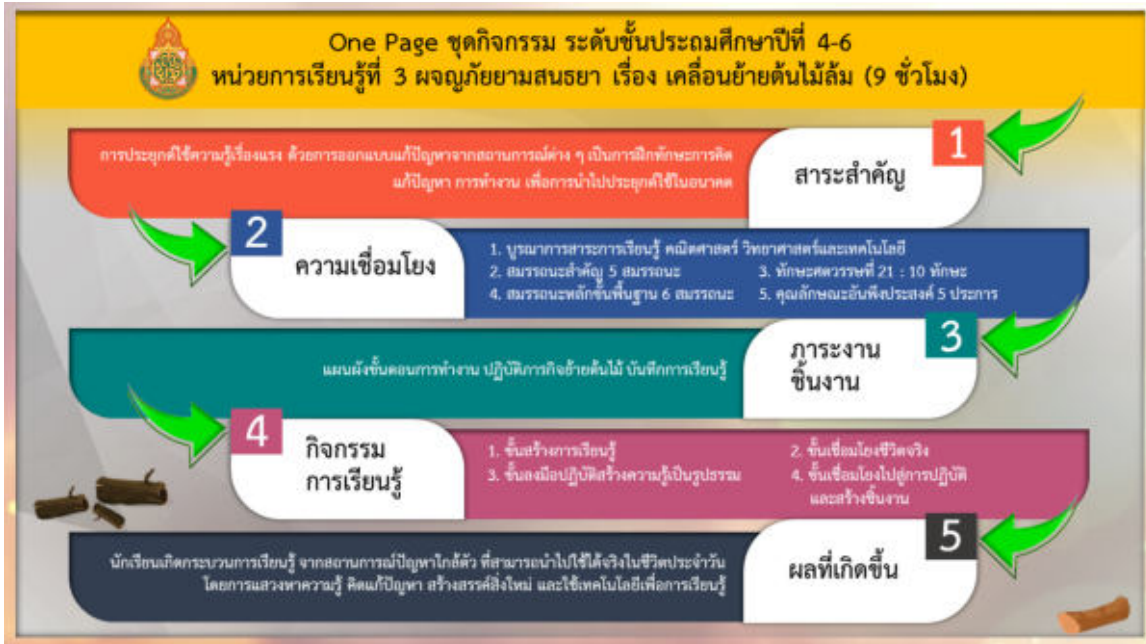 One Page ชุดกิจกรรม ระดับชั้นประถมศึกษาปีที่ 4-6
หน่วยการเรียนรู้ที่ 3 ผจญภัยยามสนธยา เรื่อง เคลื่อนย้ายต้นไม้ล้ม (9 ชั่วโมง)
1
สาระสำคัญ
การประยุกต์ใช้ความรู้เรื่องแรง ด้วยการออกแบบแก้ปัญหาจากสถานการณ์ต่าง ๆ เป็นการฝึกทักษะการคิด
แก้ปัญหา การทำงาน เพื่อการนำไปประยุกต์ใช้ในอนาคต
2
ความเชื่อมโยง
1. บูรณาการสาระการเรียนรู้ คณิตศาสตร์ วิทยาศาสตร์และเทคโนโลยี
2. สมรรถนะสำคัญ 5 สมรรถนะ
3. ทักษะศตวรรษที่ 21 : 10 ทักษะ
4. สมรรถนะหลักขั้นพื้นฐาน 6 สมรรถนะ
5. คุณลักษณะอันพึงประสงค์ 5 ประการ
3
ภาระงาน
ชิ้นงาน
แผนผังขั้นตอนการทำงาน ปฏิบัติภารกิจย้ายต้นไม้ บันทึกการเรียนรู้
4
กิจกรรม
การเรียนรู้
1. ขั้นสร้างการเรียนรู้
2. ขั้นเชื่อมโยงชีวิตจริง
3. ขั้นลงมือปฏิบัติสร้างความรู้เป็นรูปธรรม
4. ขั้นเชื่อมโยงไปสู่การปฏิบัติ
และสร้างชิ้นงาน
5
ผลที่เกิดขึ้น
นักเรียนเกิดกระบวนการเรียนรู้ จากสถานการณ์ปัญหาใกล้ตัว ที่สามารถนำไปใช้ได้จริงในชีวิตประจำวัน
โดยการแสวงหาความรู้ คิดแก้ปัญหา สร้างสรรค์สิ่งใหม่ และใช้เทคโนโลยีเพื่อการเรียนรู้